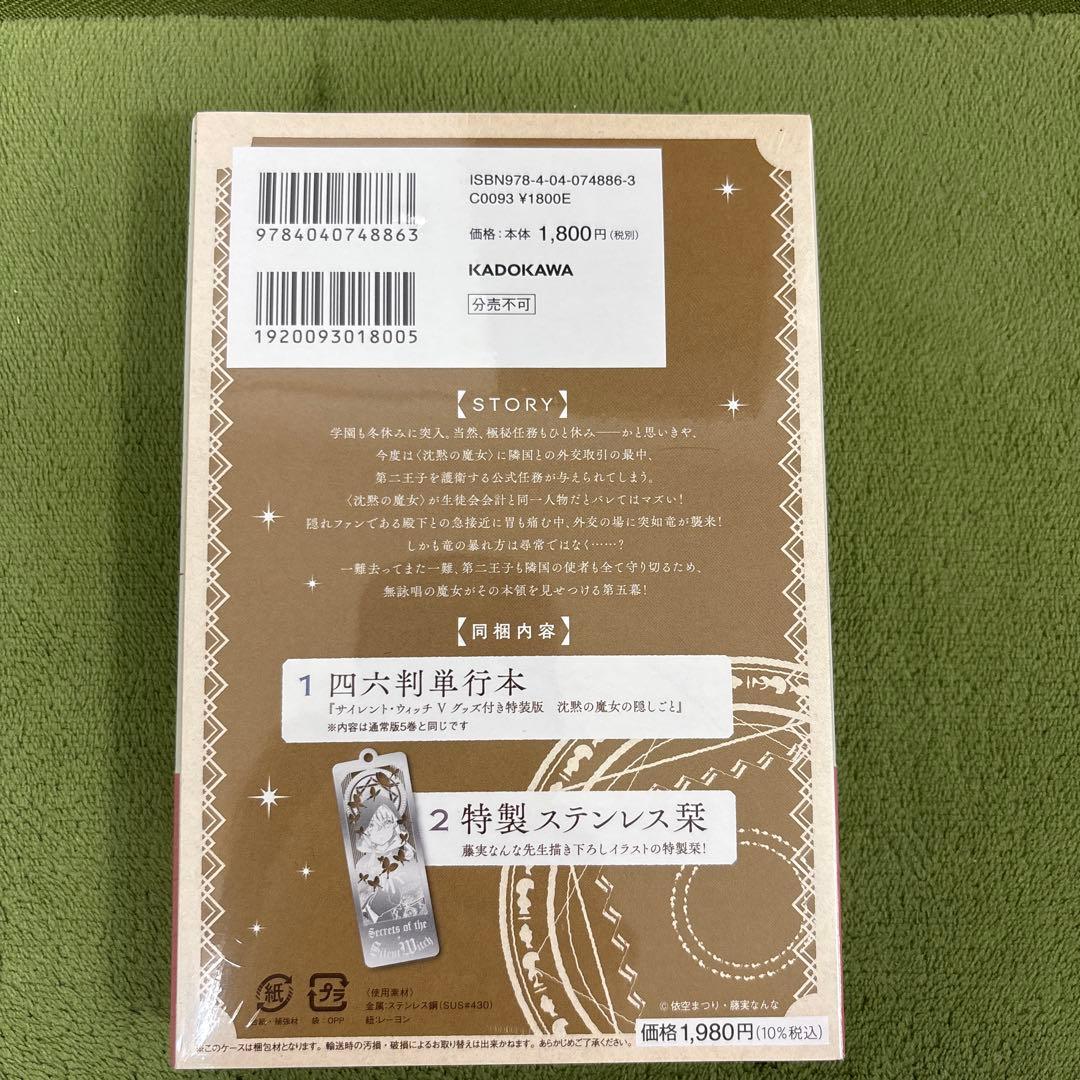 ISBN978-4-04-074886-3
C0093 ¥1800E
9784040748863
価格：本体 1,800円（税別）
KADOKAWA
分売不可
1920093018005
【STORY】
学園も冬休みに突入。当然、極秘任務もひと休み――かと思いきや、
今度は〈沈黙の魔女〉に隣国との外交取引の最中、
第二王子を護衛する公式任務が与えられてしまう。
〈沈黙の魔女〉が生徒会会計と同一人物だとバレてはマズい！
隠れファンである殿下との急接近に胃も痛む中、外交の場に突如竜が襲来！
しかも竜の暴れ方は尋常ではなく……？
一難去ってまた一難、第二王子も隣国の使者も全て守り切るため、
無詠唱の魔女がその本領を見せつける第五幕！
【同梱内容】
1 四六判単行本
『サイレント・ウィッチ V グッズ付き特装版　沈黙の魔女の隠しごと』
※内容は通常版5巻と同じです
2 特製ステンレス栞
藤実なんな先生描き下ろしイラストの特製栞！
Secrets of the
Silent Witch
〈使用素材〉
紙 プラ 金属：ステンレス鋼（SUS#430）
台紙・補強材 袋：OPP 紐：レーヨン
© 依空まつり・藤実なんな
価格1,980円（10%税込）
※このケースは梱包材となります。輸送時の汚損・破損によるお取り替えは出来かねます。あらかじめご了承ください。